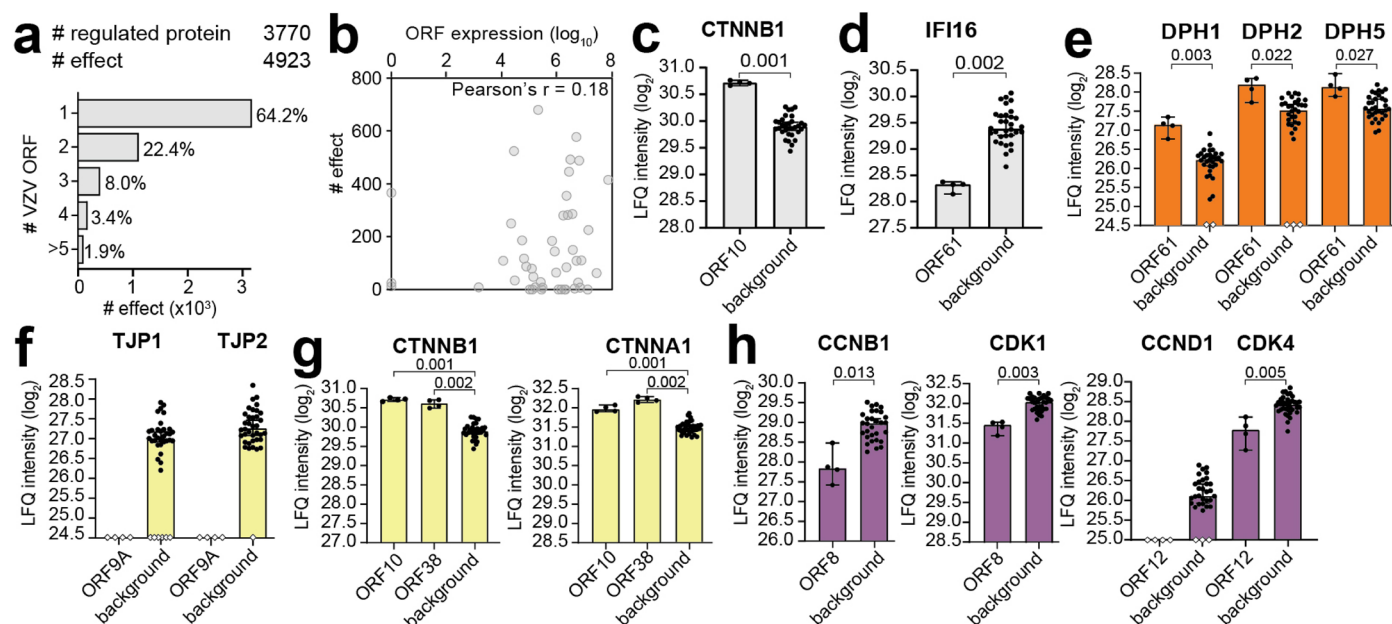 a
# regulated protein 3770
# effect 4923
# VZV ORF
1
2
3
4
>5
64.2%
22.4%
8.0%
3.4%
1.9%
0 1 2 3
# effect (x10³)
b
ORF expression (log₁₀)
0 2 4 6 8
Pearson's r = 0.18
# effect
800
600
400
200
0
c
CTNNB1
0.001
LFQ intensity (log₂)
31.0
30.5
30.0
29.5
29.0
28.5
28.0
ORF10
background
d
IFI16
0.002
LFQ intensity (log₂)
30.5
30.0
29.5
29.0
28.5
28.0
27.5
ORF61
background
e
DPH1 DPH2 DPH5
0.003 0.022 0.027
LFQ intensity (log₂)
28.5
28.0
27.5
27.0
26.5
26.0
25.5
25.0
24.5
ORF61
background
ORF61
background
ORF61
background
f
TJP1 TJP2
LFQ intensity (log₂)
28.5
28.0
27.5
27.0
26.5
26.0
25.5
25.0
24.5
ORF9A
background
ORF9A
background
g
CTNNB1
0.001
0.002
LFQ intensity (log₂)
31.0
30.5
30.0
29.5
29.0
28.5
28.0
27.5
27.0
ORF10
ORF38
background
CTNNA1
0.001
0.002
LFQ intensity (log₂)
32.5
32.0
31.5
31.0
30.5
30.0
29.5
29.0
28.5
ORF10
ORF38
background
h
CCNB1
0.013
LFQ intensity (log₂)
30.0
29.5
29.0
28.5
28.0
27.5
27.0
26.5
26.0
ORF8
background
CDK1
0.003
LFQ intensity (log₂)
32.5
32.0
31.5
31.0
30.5
30.0
29.5
29.0
28.5
ORF8
background
CCND1 CDK4
0.005
LFQ intensity (log₂)
29.0
28.5
28.0
27.5
27.0
26.5
26.0
25.5
25.0
ORF12
background
ORF12
background